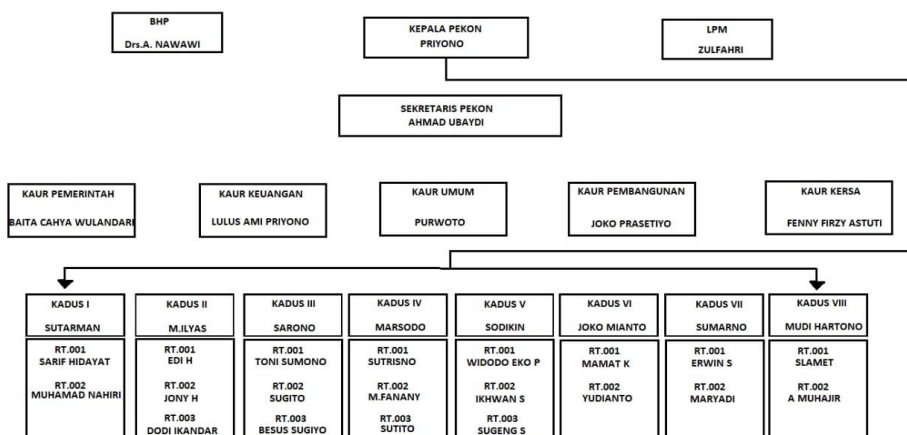 BHP
Drs.A. NAWAWI
KEPALA PEKON
PRIYONO
LPM
ZULFAHRI
SEKRETARIS PEKON
AHMAD UBAYDI
KAUR PEMERINTAH
BAITA CAHYA WULANDARI
KAUR KEUANGAN
LULUS AMI PRIYONO
KAUR UMUM
PURWOTO
KAUR PEMBANGUNAN
JOKO PRASETIYO
KAUR KERSA
FENNY FIRZY ASTUTI
KADUS I
SUTARMAN
RT.001
SARIF HIDAYAT
RT.002
MUHAMAD NAHIRI
KADUS II
M.ILYAS
RT.001
EDI H
RT.002
JONY H
RT.003
DODI IKANDAR
KADUS III
SARONO
RT.001
TONI SUMONO
RT.002
SUGITO
RT.003
BESUS SUGIYO
KADUS IV
MARSODO
RT.001
SUTRISNO
RT.002
M.FANANY
RT.003
SUTITO
KADUS V
SODIKIN
RT.001
WIDODO EKO P
RT.002
IKHWAN S
RT.003
SUGENG S
KADUS VI
JOKO MIANTO
RT.001
MAMAT K
RT.002
YUDIANTO
KADUS VII
SUMARNO
RT.001
ERWIN S
RT.002
MARYADI
KADUS VIII
MUDI HARTONO
RT.001
SLAMET
RT.002
A MUHAJIR